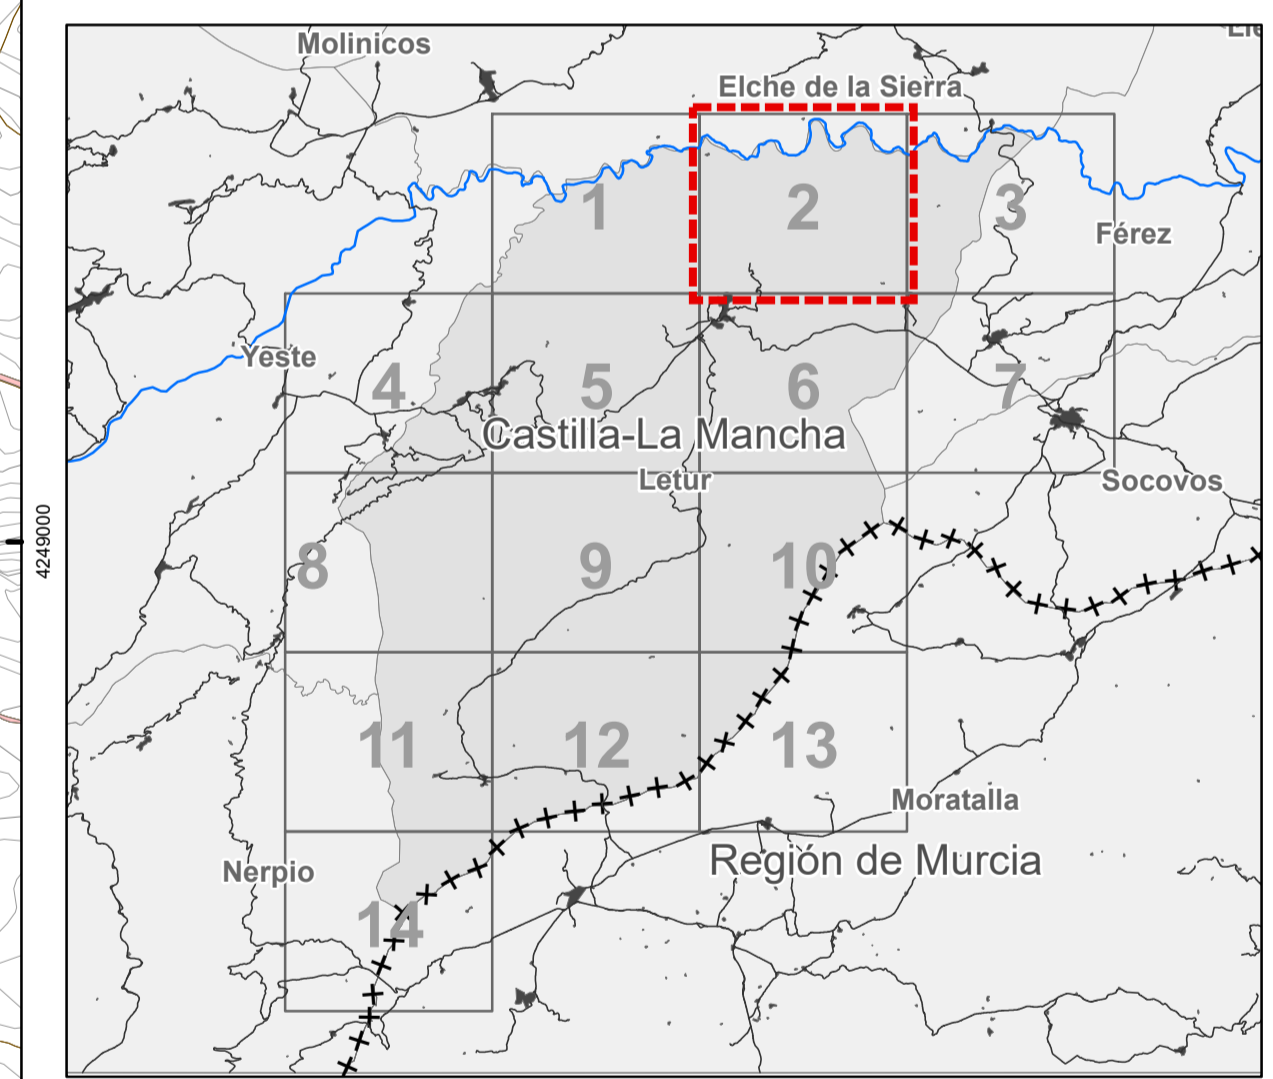 Molinicos
Elche de la Sierra
1
2
3
Férez
Yeste
4
5
6
7
Castilla-La Mancha
Letur
Socovos
4249000
8
9
10
11
12
13
Moratalla
Región de Murcia
Nerpio
14